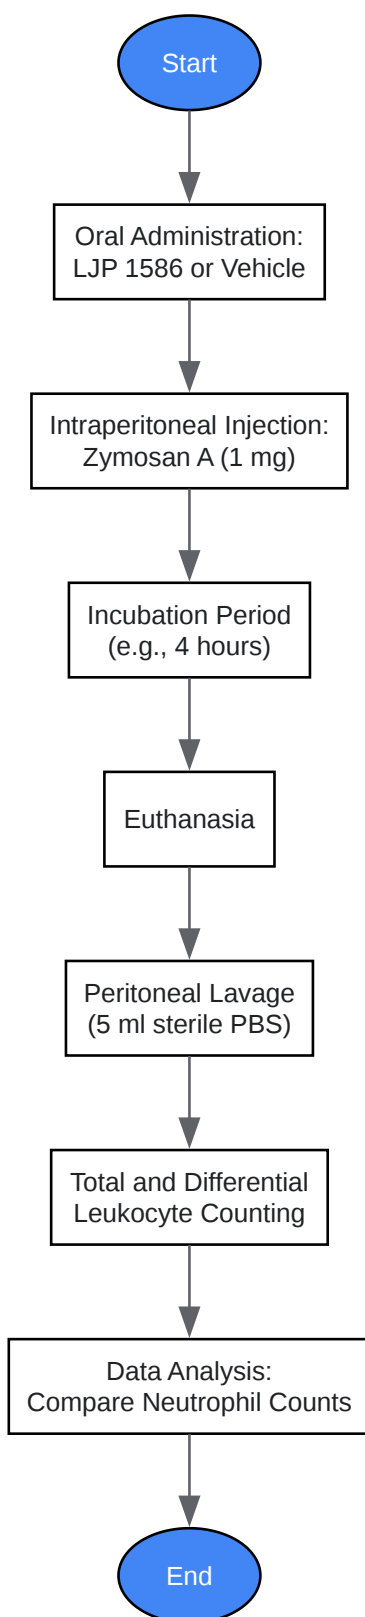 Start
Oral Administration:
LJP 1586 or Vehicle
Intraperitoneal Injection:
Zymosan A (1 mg)
Incubation Period
(e.g., 4 hours)
Euthanasia
Peritoneal Lavage
(5 ml sterile PBS)
Total and Differential
Leukocyte Counting
Data Analysis:
Compare Neutrophil Counts
End